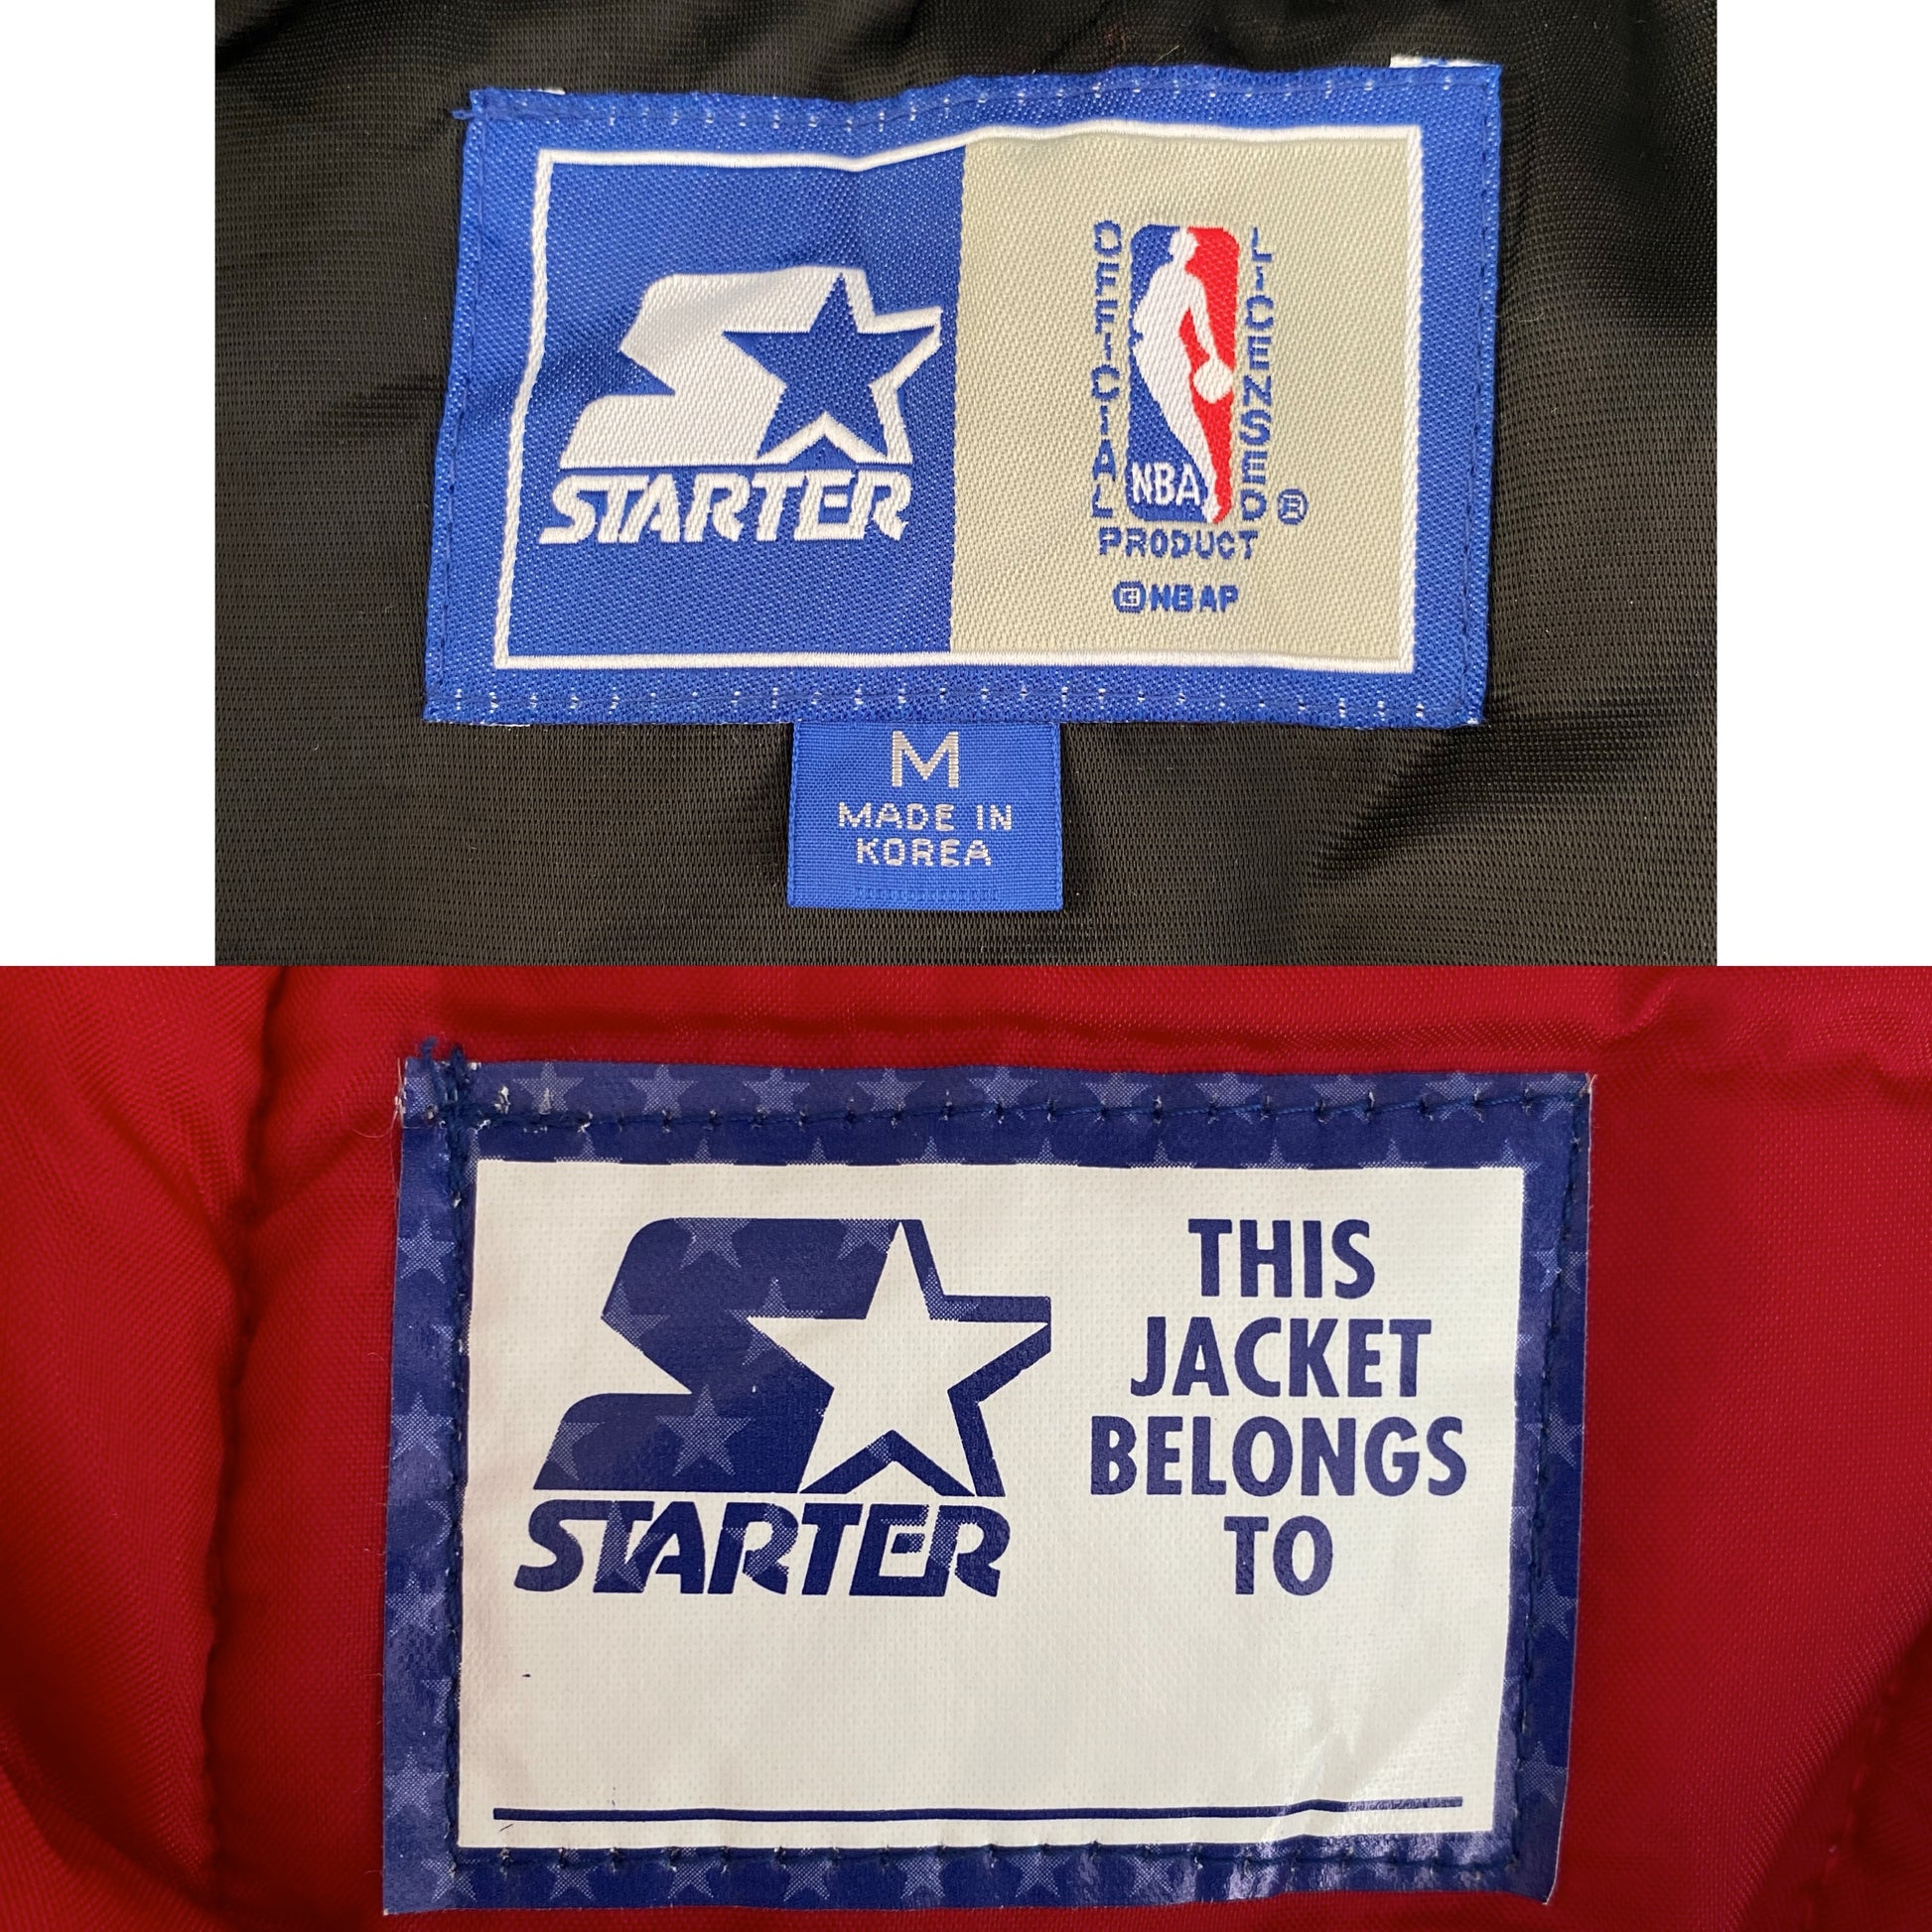 STARTER
OFFICIAL
LICENSED
NBA
®
PRODUCT
©NBAP
M
MADE IN
KOREA
STARTER
THIS
JACKET
BELONGS
TO